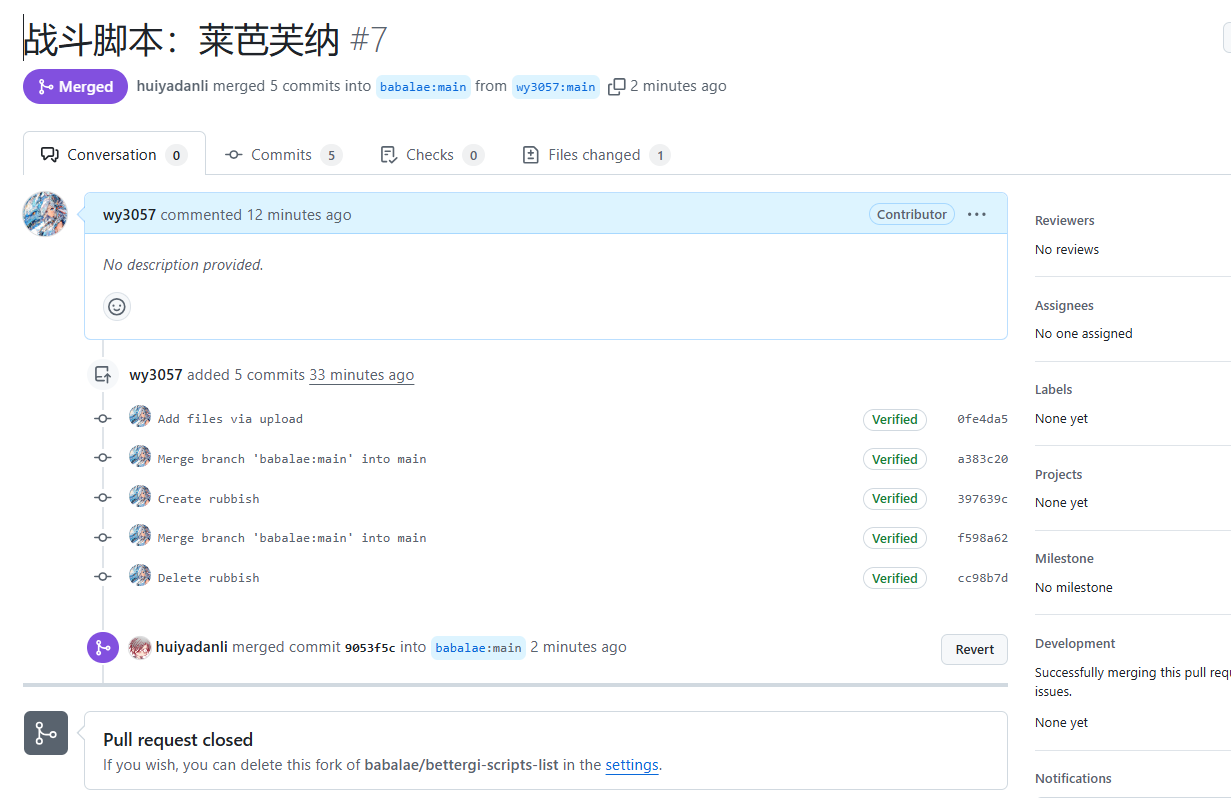 战斗脚本：莱芭芙纳 #7
Merged huiyadanli merged 5 commits into babalae:main from wy3057:main 2 minutes ago
Conversation 0 Commits 5 Checks 0 Files changed 1
wy3057 commented 12 minutes ago Contributor ...
No description provided.
wy3057 added 5 commits 33 minutes ago
Add files via upload Verified 0fe4da5
Merge branch 'babalae:main' into main Verified a383c20
Create rubbish Verified 397639c
Merge branch 'babalae:main' into main Verified f598a62
Delete rubbish Verified cc98b7d
huiyadanli merged commit 9053f5c into babalae:main 2 minutes ago Revert
Pull request closed
If you wish, you can delete this fork of babalae/bettergi-scripts-list in the settings.
Reviewers
No reviews
Assignees
No one assigned
Labels
None yet
Projects
None yet
Milestone
No milestone
Development
Successfully merging this pull requ
issues.
None yet
Notifications